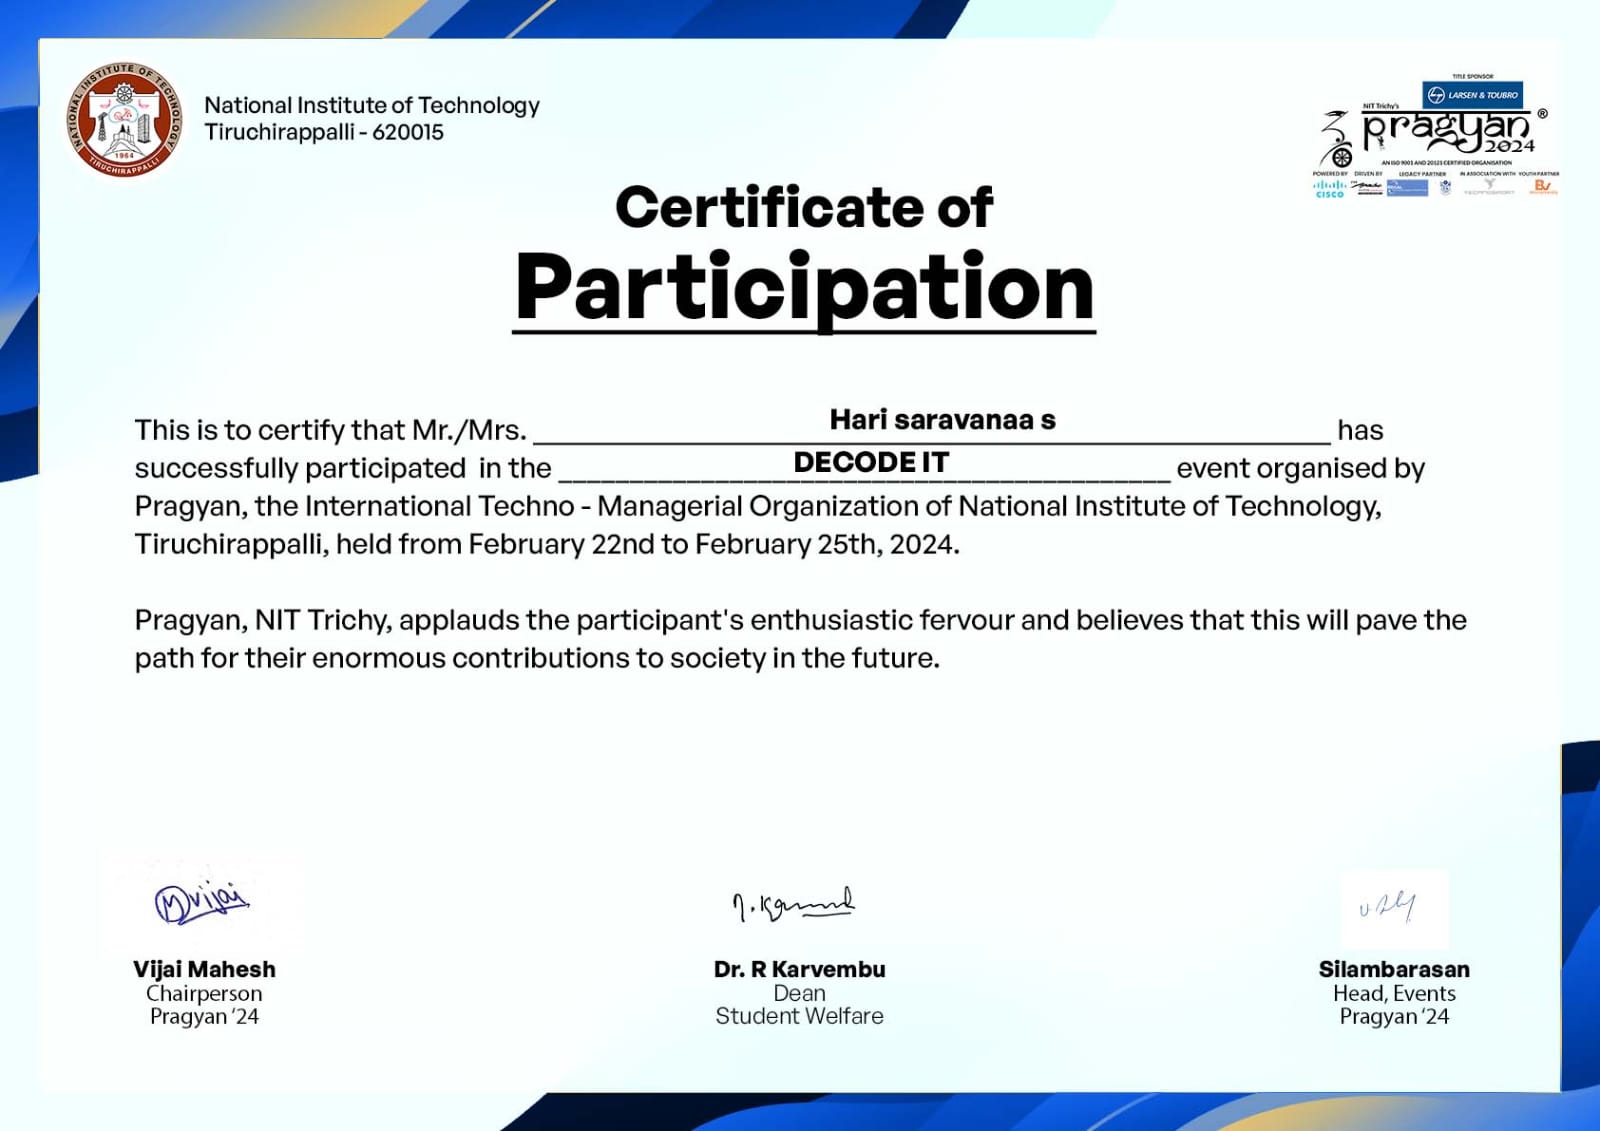 NATIONAL INSTITUTE OF TECHNOLOGY
1964
TIRUCHIRAPPALLI
National Institute of Technology
Tiruchirappalli - 620015
TITLE SPONSOR
LARSEN & TOUBRO
NIT Trichy's
pragyan ®
2024
AN ISO 9001 AND 20121 CERTIFIED ORGANISATION
POWERED BY DRIVEN BY LEGACY PARTNER IN ASSOCIATION WITH YOUTH PARTNER
CISCO
Certificate of
Participation
This is to certify that Mr./Mrs. Hari saravanaa s has
successfully participated in the DECODE IT event organised by
Pragyan, the International Techno - Managerial Organization of National Institute of Technology,
Tiruchirappalli, held from February 22nd to February 25th, 2024.
Pragyan, NIT Trichy, applauds the participant's enthusiastic fervour and believes that this will pave the
path for their enormous contributions to society in the future.
Vijai Mahesh
Chairperson
Pragyan ‘24
Dr. R Karvembu
Dean
Student Welfare
Silambarasan
Head, Events
Pragyan ‘24